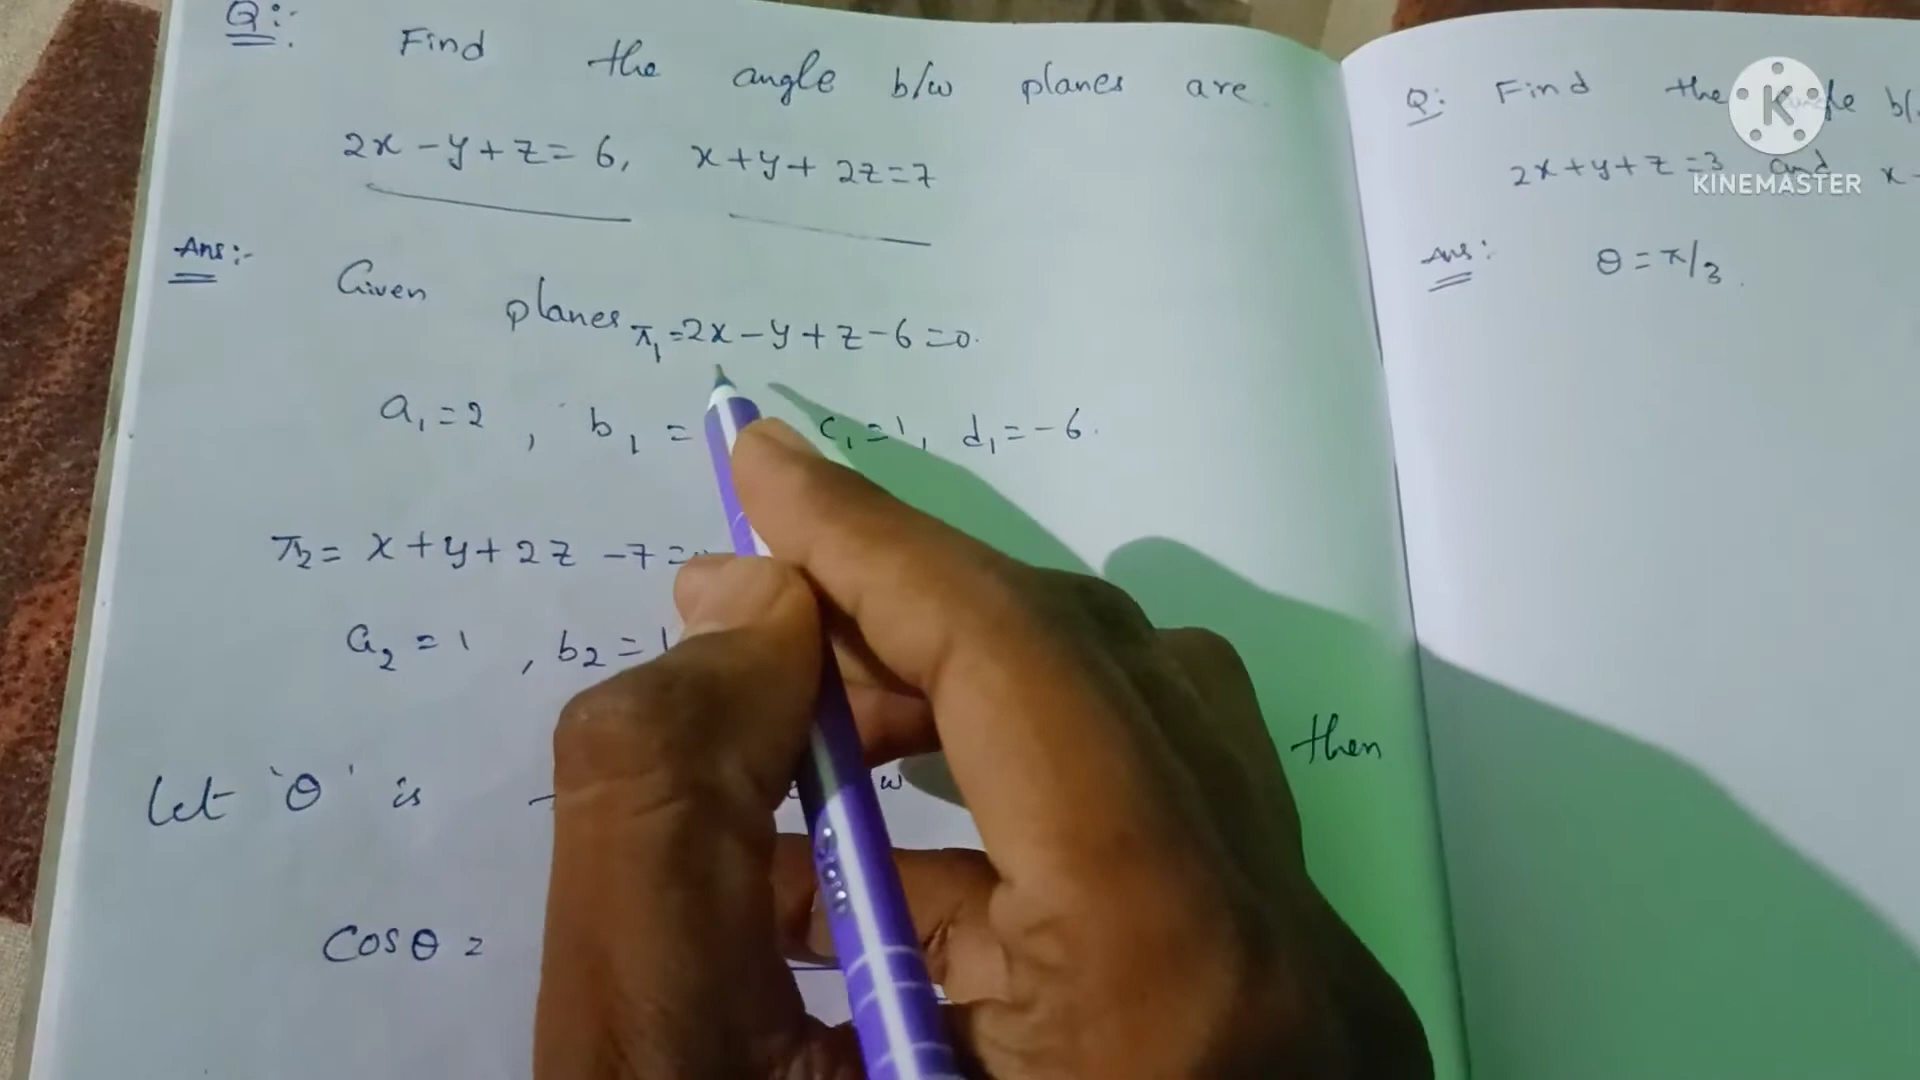 Q:-
Find the angle b/w planes are
2x - y + z = 6, x + y + 2z = 7
Ans:-
Given planes π₁ = 2x - y + z - 6 = 0.
a₁ = 2, b₁ = c₁ = 1, d₁ = -6.
π₂ = x + y + 2z - 7 =
a₂ = 1, b₂ = 1
Let 'θ' is w then
Cosθ =
Q: Find the b/
2x + y + z = 3 and x -
Ans: θ = π/3.
K
KINEMASTER